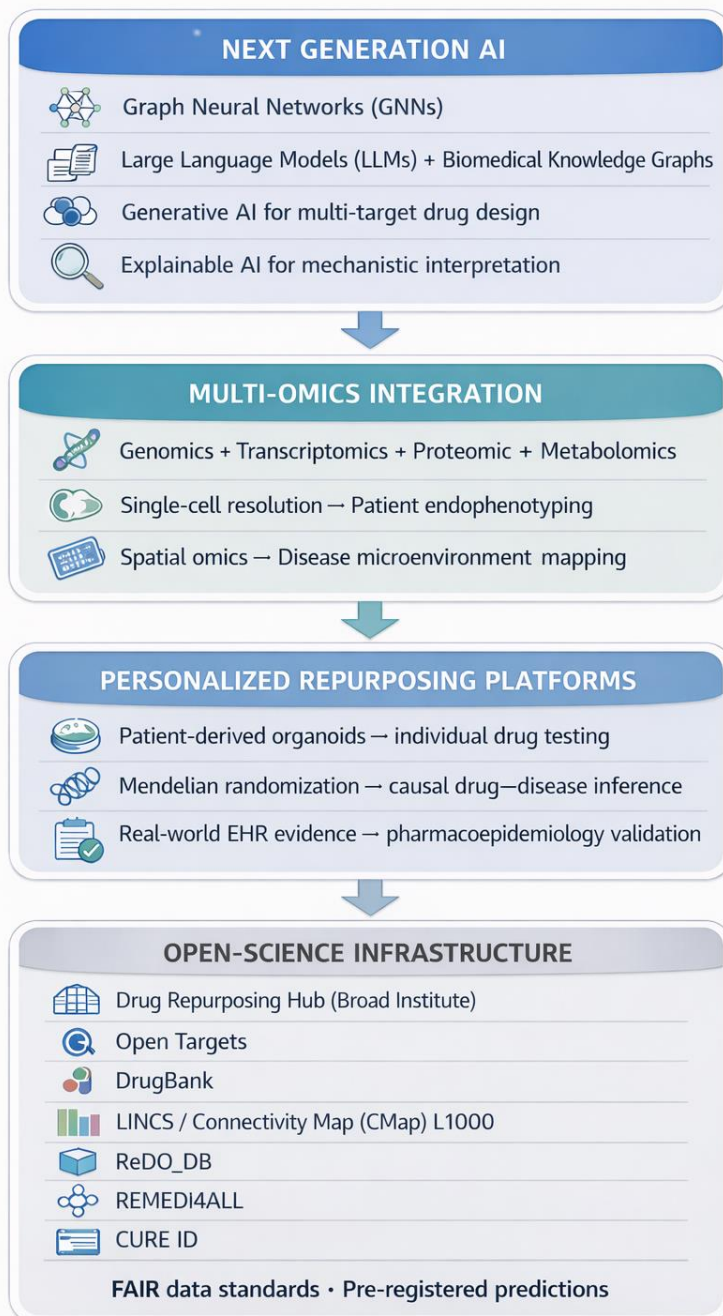 NEXT GENERATION AI
Graph Neural Networks (GNNs)
Large Language Models (LLMs) + Biomedical Knowledge Graphs
Generative AI for multi-target drug design
Explainable AI for mechanistic interpretation
MULTI-OMICS INTEGRATION
Genomics + Transcriptomics + Proteomic + Metabolomics
Single-cell resolution → Patient endophenotyping
Spatial omics → Disease microenvironment mapping
PERSONALIZED REPURPOSING PLATFORMS
Patient-derived organoids → individual drug testing
Mendelian randomization → causal drug—disease inference
Real-world EHR evidence → pharmacoepidemiology validation
OPEN-SCIENCE INFRASTRUCTURE
Drug Repurposing Hub (Broad Institute)
Open Targets
DrugBank
LINCS / Connectivity Map (CMap) L1000
ReDO_DB
REMEDI4ALL
CURE ID
FAIR data standards · Pre-registered predictions